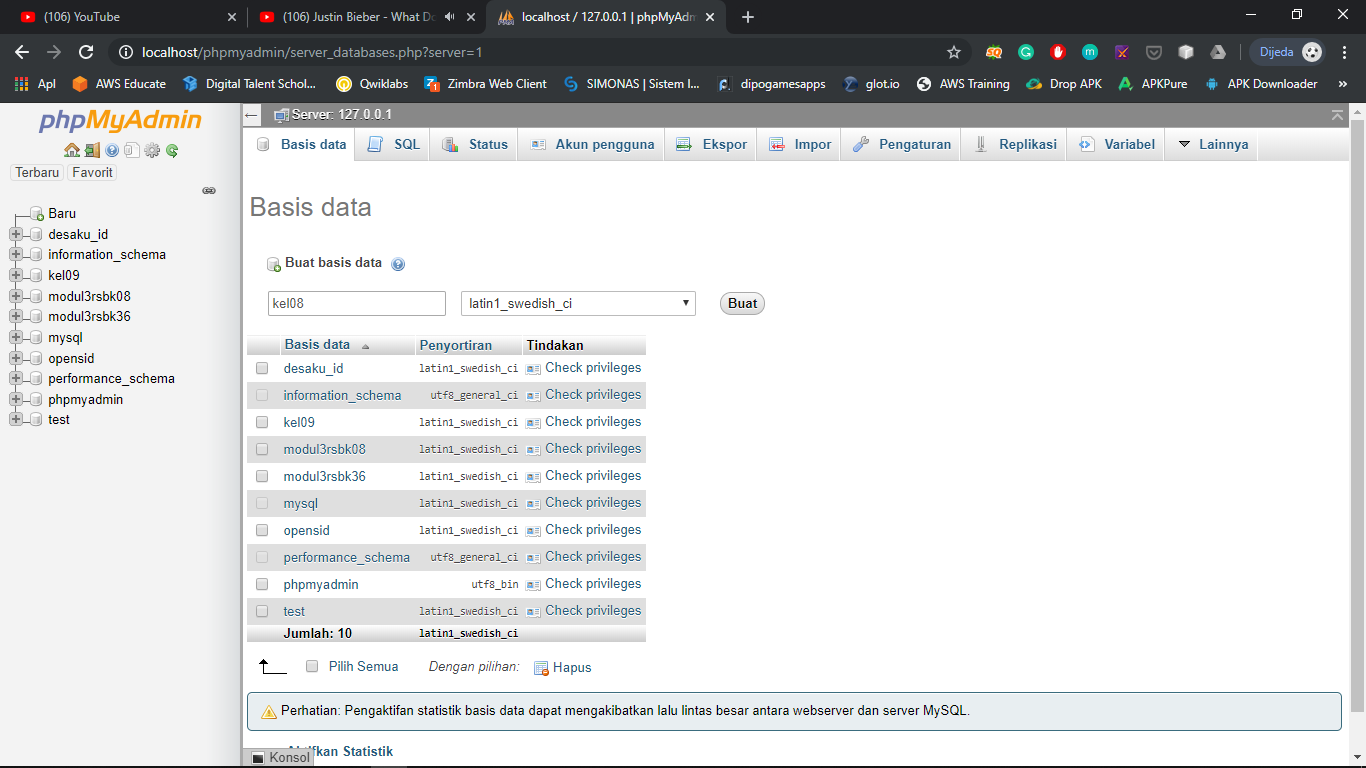 (106) YouTube
(106) Justin Bieber - What Do
localhost / 127.0.0.1 | phpMyAdm
localhost/phpmyadmin/server_databases.php?server=1
Dijeda
Apl
AWS Educate
Digital Talent Schol...
Qwiklabs
Zimbra Web Client
SIMONAS | Sistem I...
dipogamesapps
glot.io
AWS Training
Drop APK
APKPure
APK Downloader
phpMyAdmin
Terbaru Favorit
Baru
desaku_id
information_schema
kel09
modul3rsbk08
modul3rsbk36
mysql
opensid
performance_schema
phpmyadmin
test
Server: 127.0.0.1
Basis data SQL Status Akun pengguna Ekspor Impor Pengaturan Replikasi Variabel Lainnya
Basis data
Buat basis data
kel08 latin1_swedish_ci Buat
Basis data Penyortiran Tindakan
desaku_id latin1_swedish_ci Check privileges
information_schema utf8_general_ci Check privileges
kel09 latin1_swedish_ci Check privileges
modul3rsbk08 latin1_swedish_ci Check privileges
modul3rsbk36 latin1_swedish_ci Check privileges
mysql latin1_swedish_ci Check privileges
opensid latin1_swedish_ci Check privileges
performance_schema utf8_general_ci Check privileges
phpmyadmin utf8_bin Check privileges
test latin1_swedish_ci Check privileges
Jumlah: 10 latin1_swedish_ci
Pilih Semua Dengan pilihan: Hapus
Perhatian: Pengaktifan statistik basis data dapat mengakibatkan lalu lintas besar antara webserver dan server MySQL.
Aktifkan Statistik
Konsol